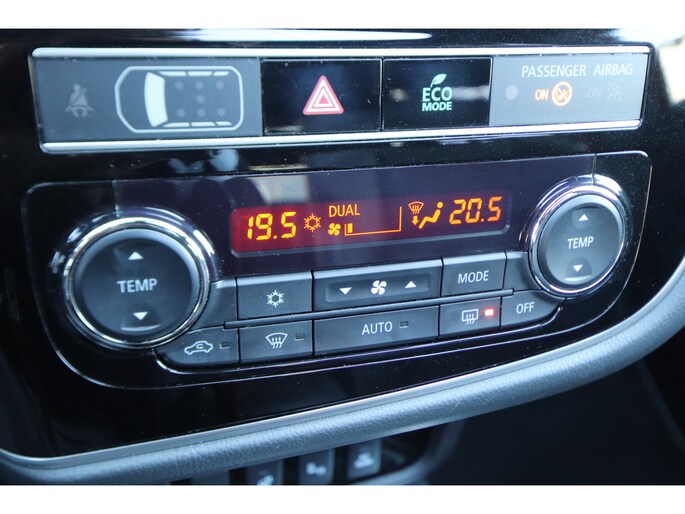 PASSENGER AIRBAG
ECO
MODE
ON
OFF
DUAL
19.5
20.5
TEMP
TEMP
MODE
AUTO
OFF